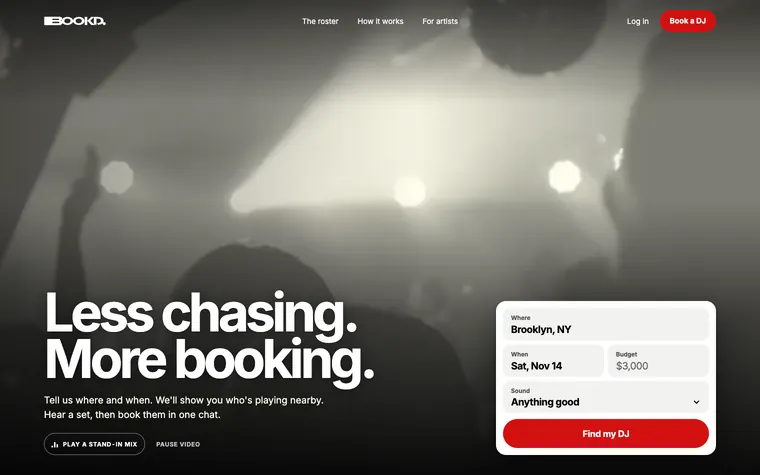 BOOKD.
The roster
How it works
For artists
Log in
Book a DJ
Less chasing.
More booking.
Tell us where and when. We'll show you who's playing nearby.
Hear a set, then book them in one chat.
PLAY A STAND-IN MIX
PAUSE VIDEO
Where
Brooklyn, NY
When
Sat, Nov 14
Budget
$3,000
Sound
Anything good
Find my DJ